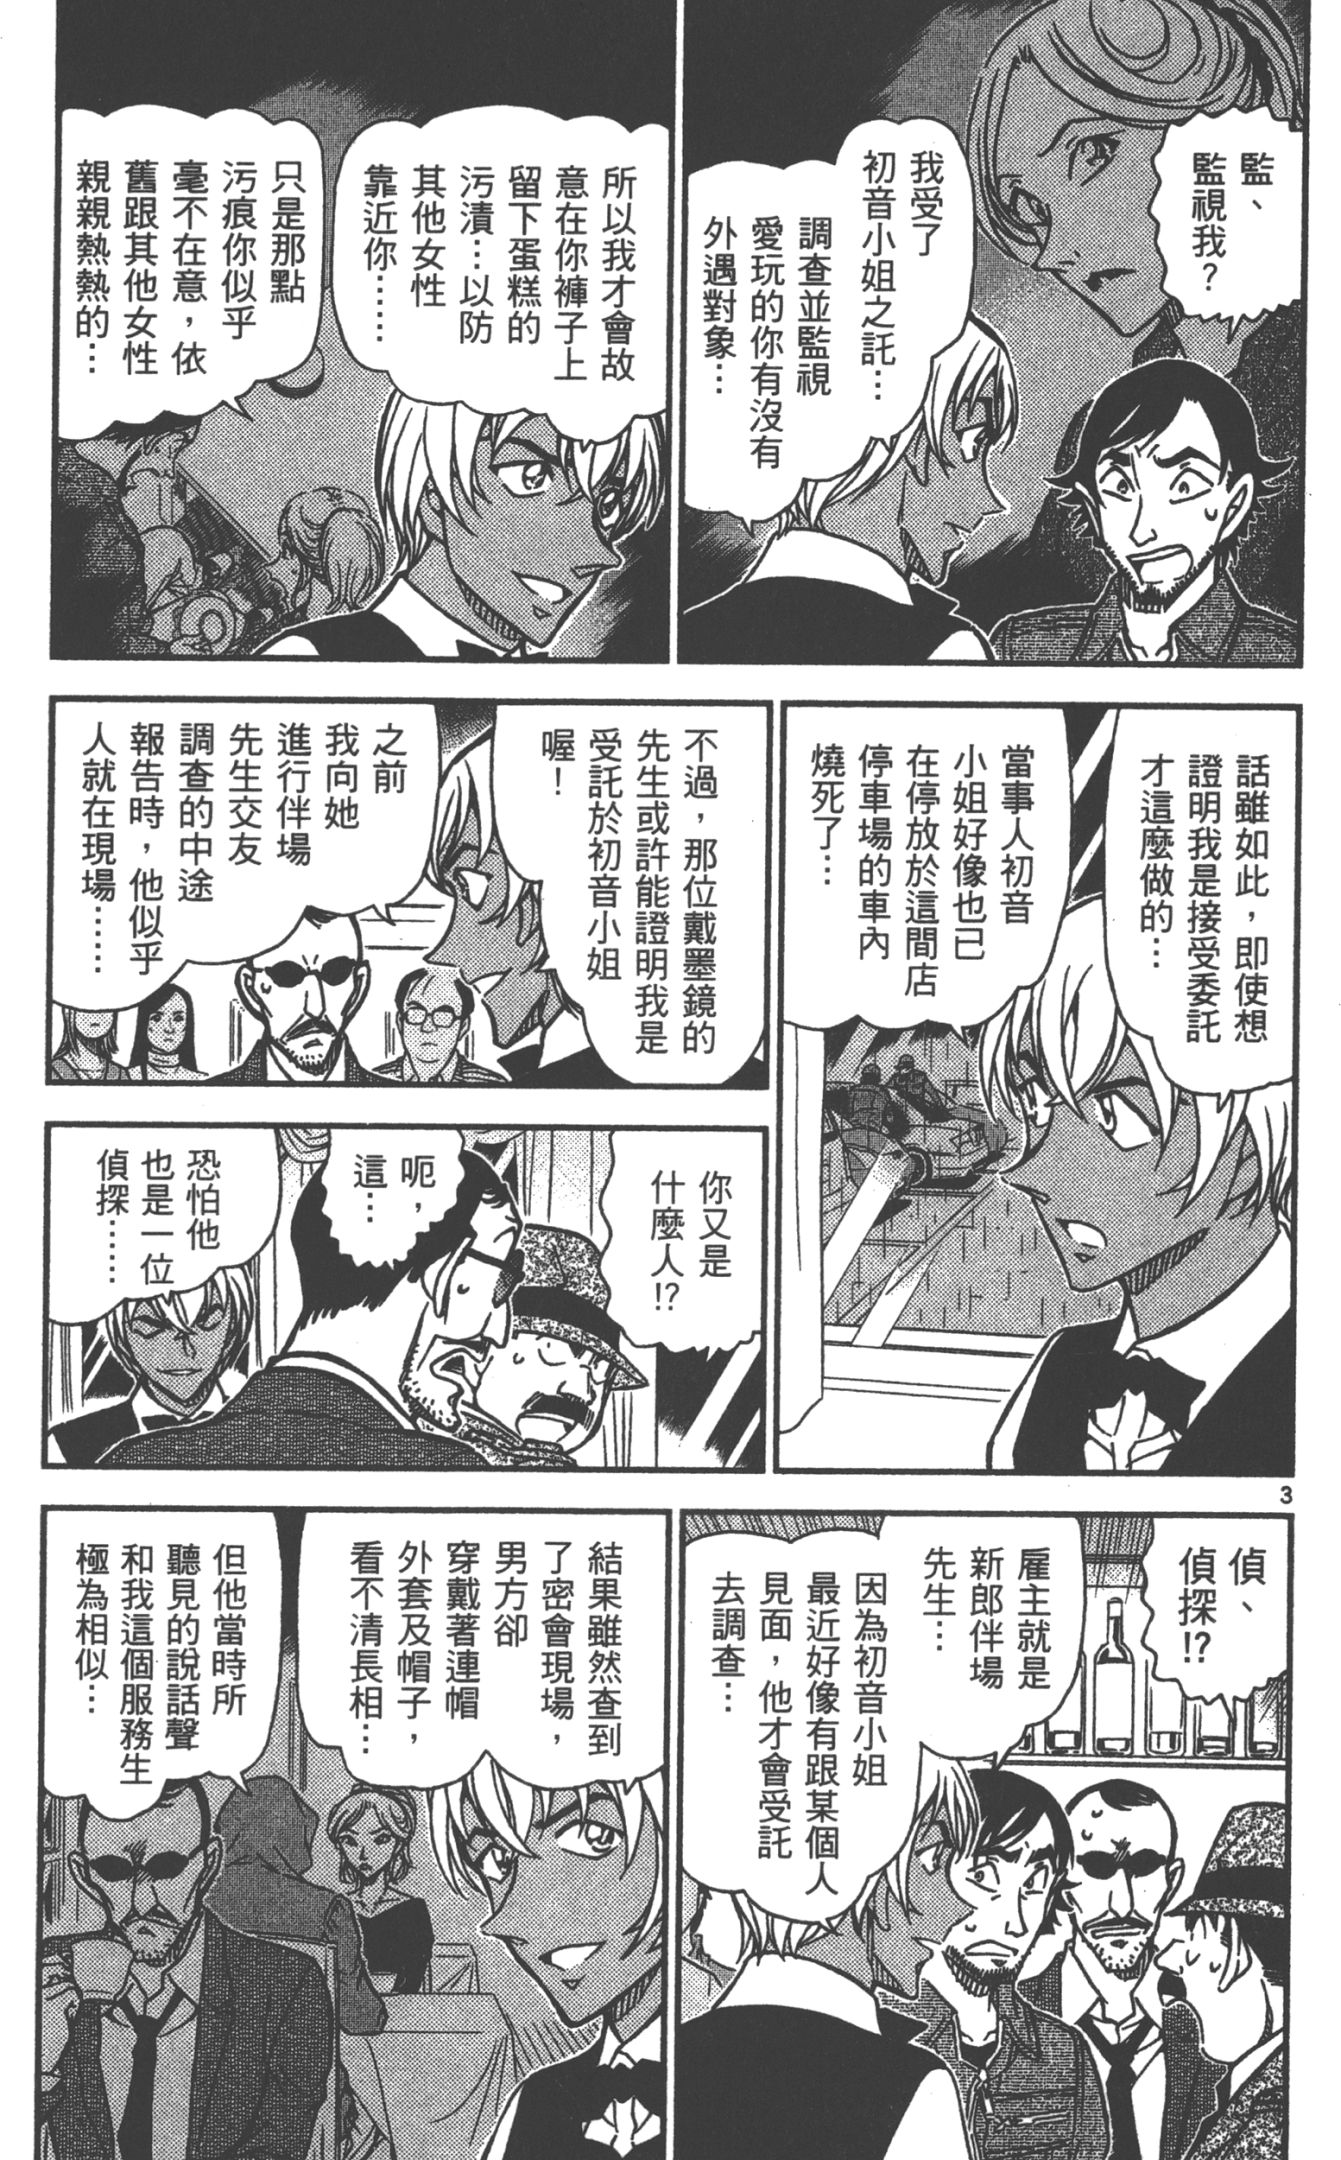 監、
監視我?
我受了
初音小姐之託…
調查並監視
愛玩的你有沒有
外遇對象…
所以我才會故
意在你褲子上
留下蛋糕的
污漬…以防
其他女性
靠近你……
只是那點
污痕你似乎
毫不在意，依
舊跟其他女性
親親熱熱的…
話雖如此，即使想
證明我是接受委託
才這麼做的…
當事人初音
小姐好像也已
在停放於這間店
停車場的車內
燒死了…
不過，那位戴墨鏡的
先生或許能證明我是
受託於初音小姐
喔！
之前
我向她
進行伴場
先生交友
調查的中途
報告時，他似乎
人就在現場……
你又是
什麼人!?
呃，
這…
恐怕他
也是一位
偵探……
3
偵、
偵探!?
雇主就是
新郎伴場
先生…
因為初音小姐
最近好像有跟某個人
見面，他才會受託
去調查…
結果雖然查到
了密會現場，
男方卻
穿戴著連帽
外套及帽子，
看不清長相…
但他當時所
聽見的說話聲
和我這個服務生
極為相似…